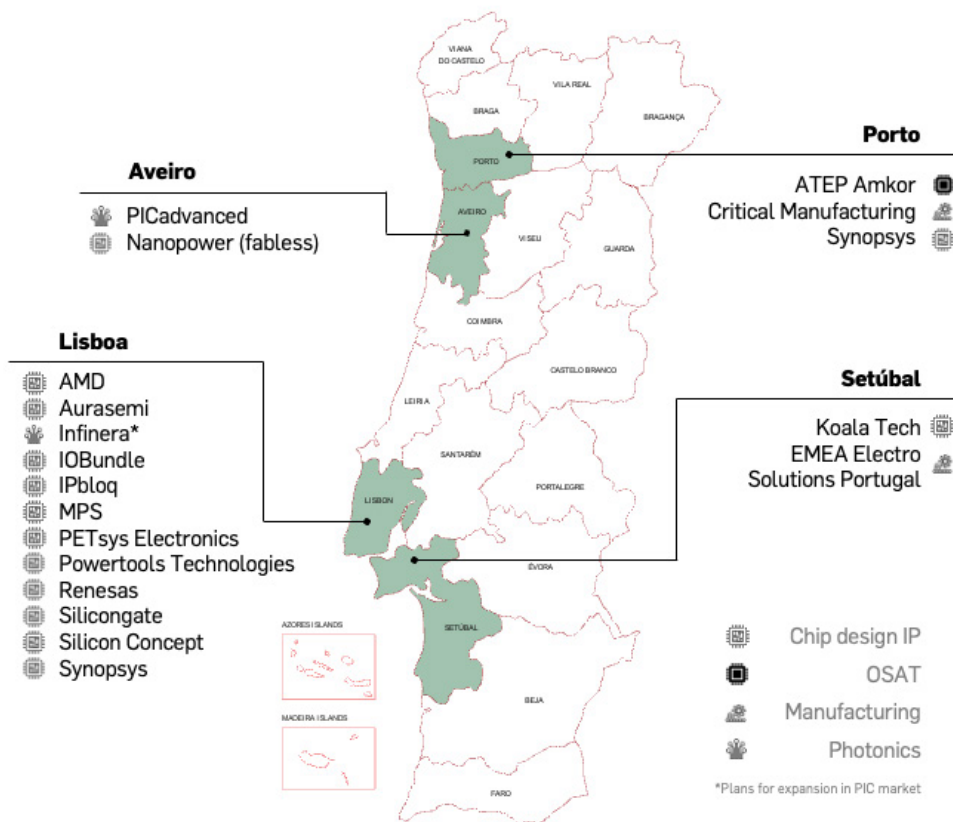 VIANA
DO CASTELO
VILA REAL
BRAGA
BRAGANÇA
PORTO
Porto
ATEP Amkor
Critical Manufacturing
Synopsys
Aveiro
PICadvanced
Nanopower (fabless)
AVEIRO
VISEU
GUARDA
COIMBRA
CASTELO BRANCO
LEIRIA
SANTARÉM
PORTALEGRE
LISBON
ÉVORA
SETÚBAL
BEJA
FARO
Lisboa
AMD
Aurasemi
Infinera*
IOBundle
IPbloq
MPS
PETsys Electronics
Powertools Technologies
Renesas
Silicongate
Silicon Concept
Synopsys
Setúbal
Koala Tech
EMEA Electro
Solutions Portugal
AZORES ISLANDS
MADEIRA ISLANDS
Chip design IP
OSAT
Manufacturing
Photonics
*Plans for expansion in PIC market